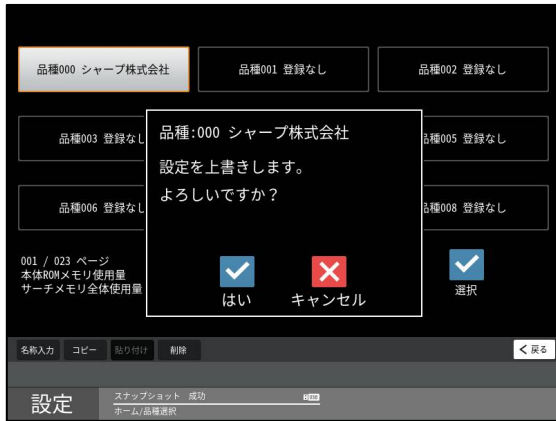 品種000 シャープ株式会社
品種001 登録なし
品種002 登録なし
品種003 登録なし
品種:000 シャープ株式会社
設定を上書きします。
よろしいですか？
品種005 登録なし
品種006 登録なし
品種008 登録なし
001 / 023 ページ
本体ROMメモリ使用量
サーチメモリ全体使用量
はい
キャンセル
選択
名称入力
コピー
貼り付け
削除
戻る
設定
スナップショット 成功
ホーム/品種選択